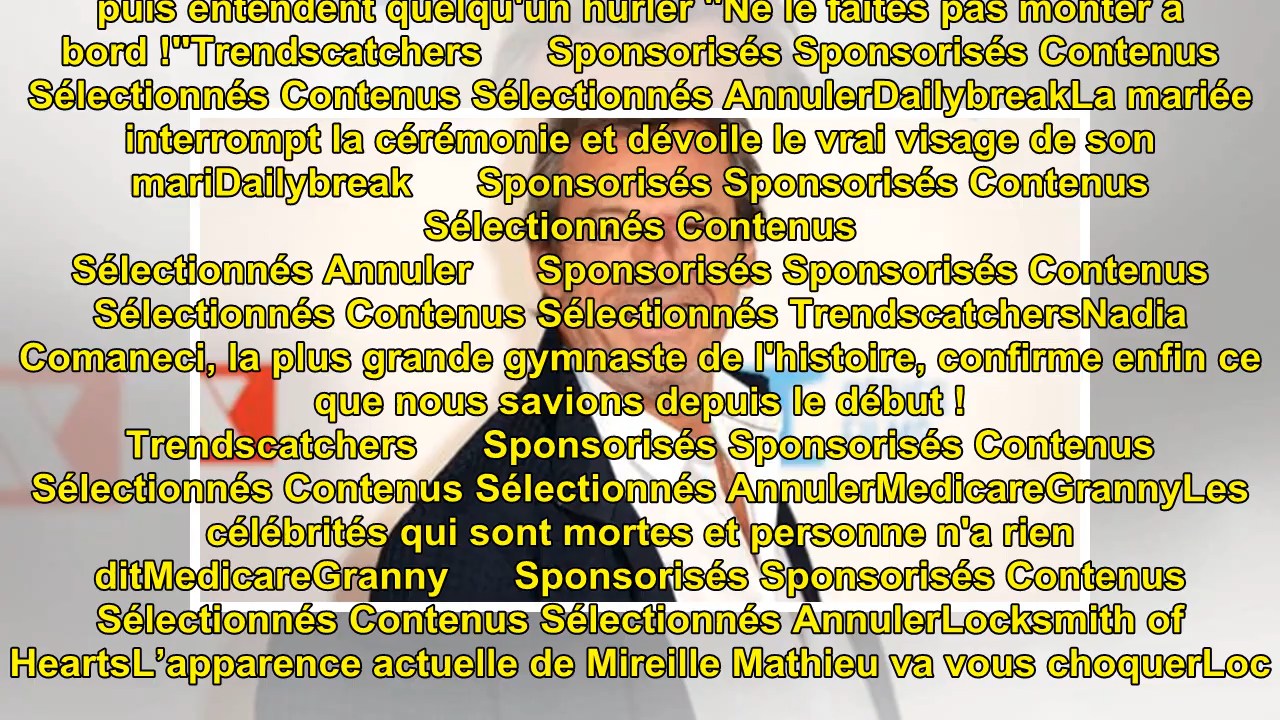 puis entendent quelqu'un hurler "Ne le faites pas monter à
bord !"Trendscatchers Sponsorisés Sponsorisés Contenus
Sélectionnés Contenus Sélectionnés AnnulerDailybreakLa mariée
interrompt la cérémonie et dévoile le vrai visage de son
mariDailybreak Sponsorisés Sponsorisés Contenus
Sélectionnés Contenus
Sélectionnés Annuler Sponsorisés Sponsorisés Contenus
Sélectionnés Contenus Sélectionnés TrendscatchersNadia
Comaneci, la plus grande gymnaste de l'histoire, confirme enfin ce
que nous savions depuis le début !
Trendscatchers Sponsorisés Sponsorisés Contenus
Sélectionnés Contenus Sélectionnés AnnulerMedicareGrannyLes
célébrités qui sont mortes et personne n'a rien
ditMedicareGranny Sponsorisés Sponsorisés Contenus
Sélectionnés Contenus Sélectionnés AnnulerLocksmith of
HeartsL’apparence actuelle de Mireille Mathieu va vous choquerLoc